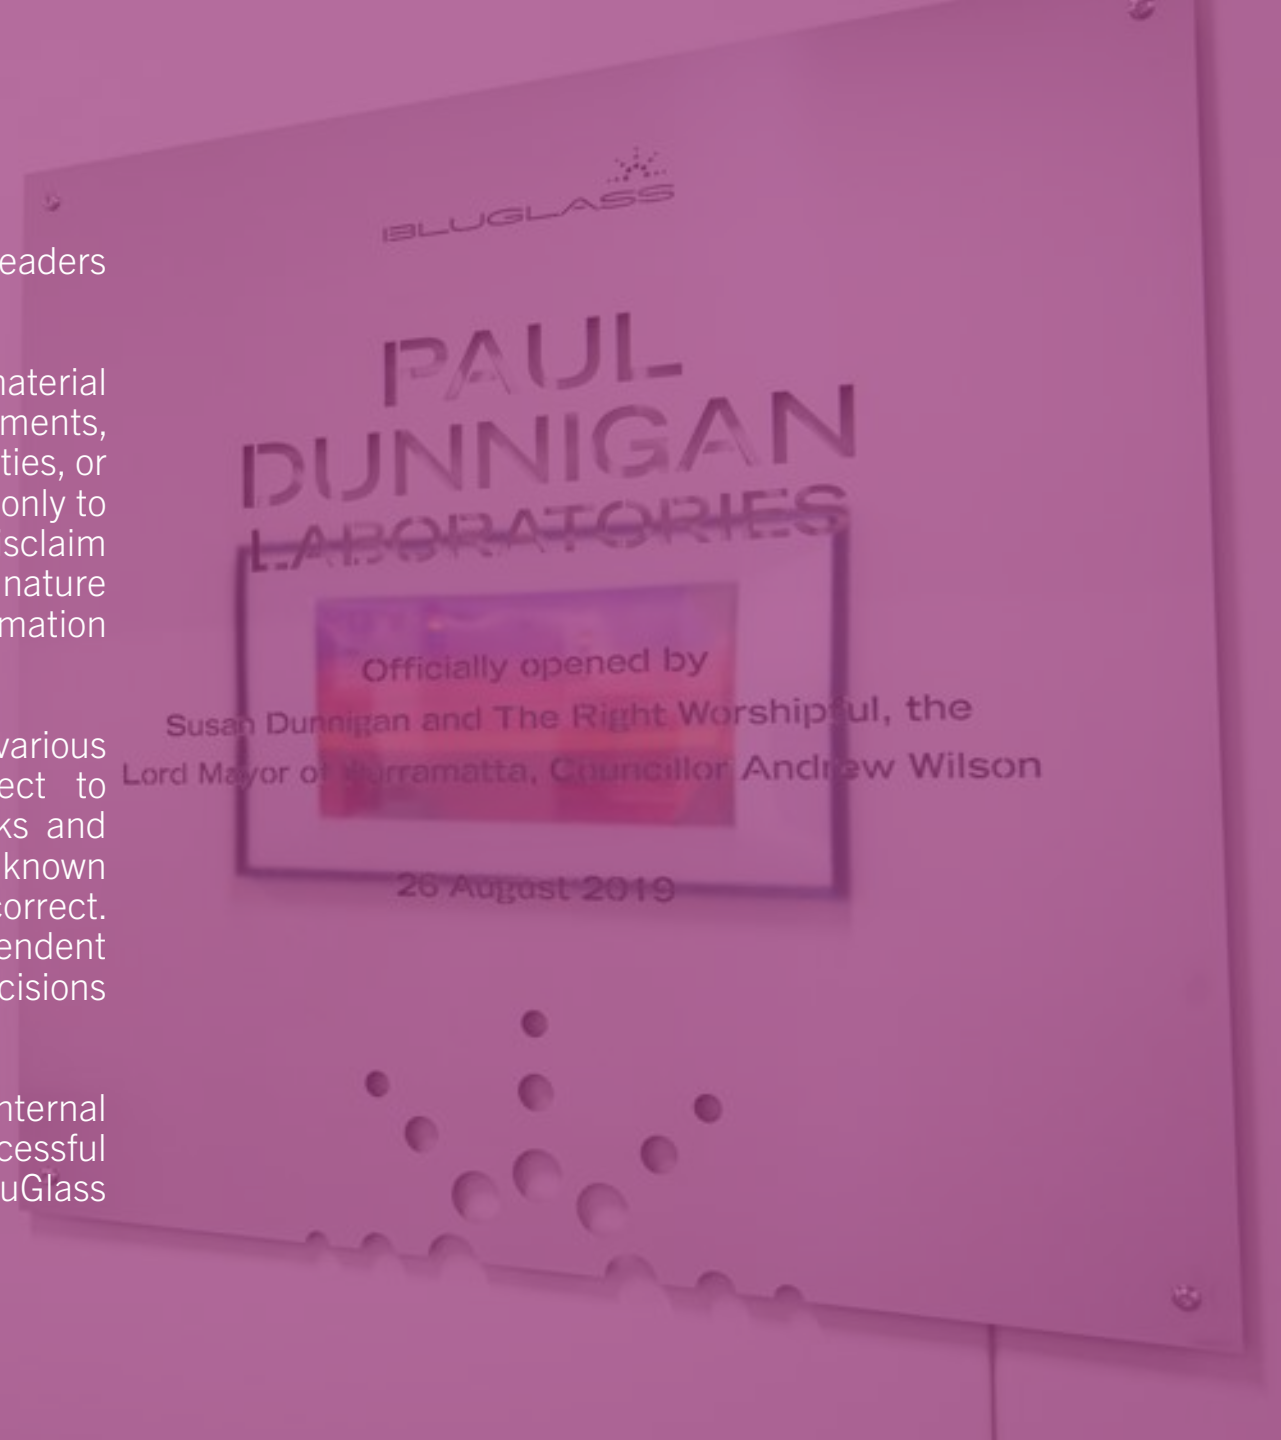 BLUGLASS
PAUL
DUNNIGAN
LABORATORIES
Officially opened by
Susan Dunnigan and The Right Worshipful, the
Lord Mayor of Parramatta, Councillor Andrew Wilson
26 August 2019
eaders
naterial
ments,
ties, or
only to
isclaim
nature
mation
various
ect to
ks and
known
correct.
endent
cisions
nternal
cessful
uGlass